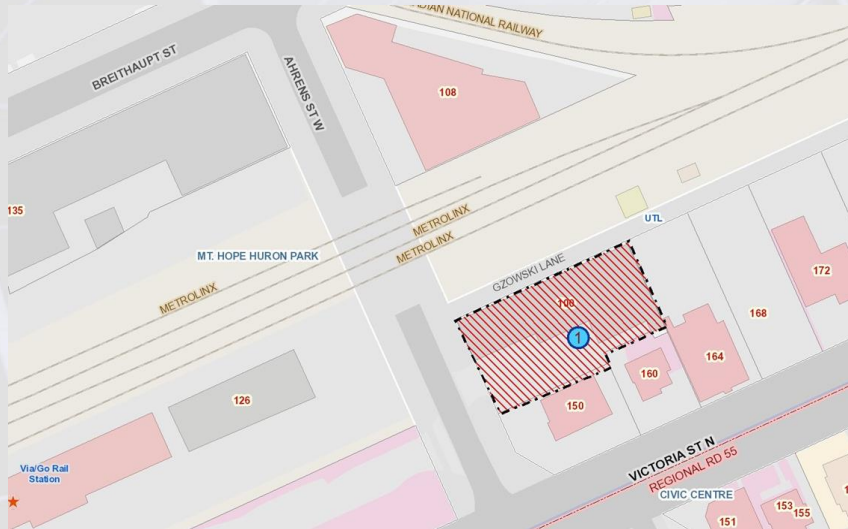 CANADIAN NATIONAL RAILWAY
BREITHAUPT ST
AHRENS ST W
108
135
METROLINX
UTL
METROLINX
MT. HOPE HURON PARK
GZOWSKI LANE
172
METROLINX
100
168
1
164
160
126
150
VICTORIA ST N
REGIONAL RD 55
Via/Go Rail
Station
CIVIC CENTRE
153
155
151